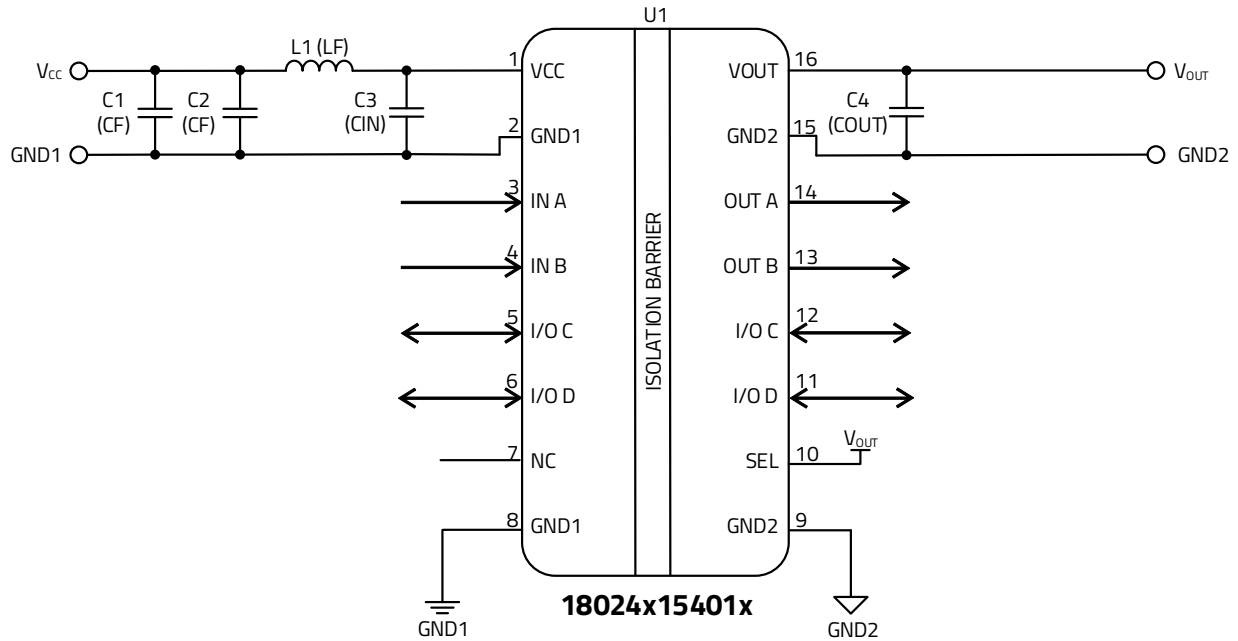 U1
L1 (LF)
1
VCC
VOUT
16
VCC
VOUT
C1
(CF)
C2
(CF)
C3
(CIN)
C4
(COUT)
2
GND1
GND2
15
GND1
GND2
3
IN A
OUT A
14
4
IN B
OUT B
13
ISOLATION BARRIER
5
I/O C
I/O C
12
6
I/O D
I/O D
11
7
NC
SEL
10
VOUT
8
GND1
GND2
9
18024x15401x
GND1
GND2